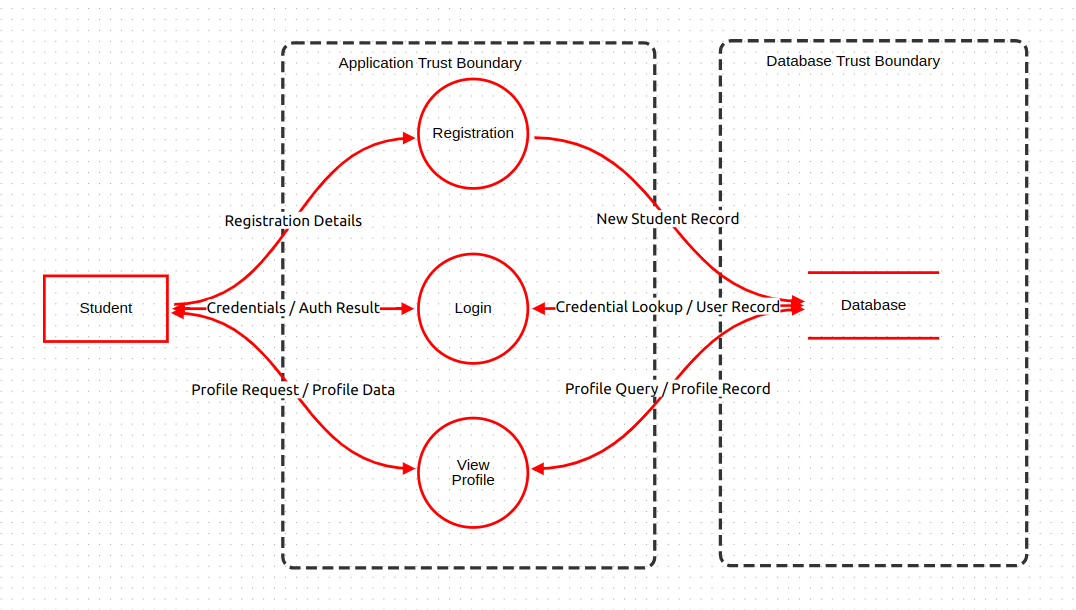 Application Trust Boundary
Database Trust Boundary
Registration
Registration Details
New Student Record
Student
Credentials / Auth Result
Login
Credential Lookup / User Record
Database
Profile Request / Profile Data
Profile Query / Profile Record
View
Profile